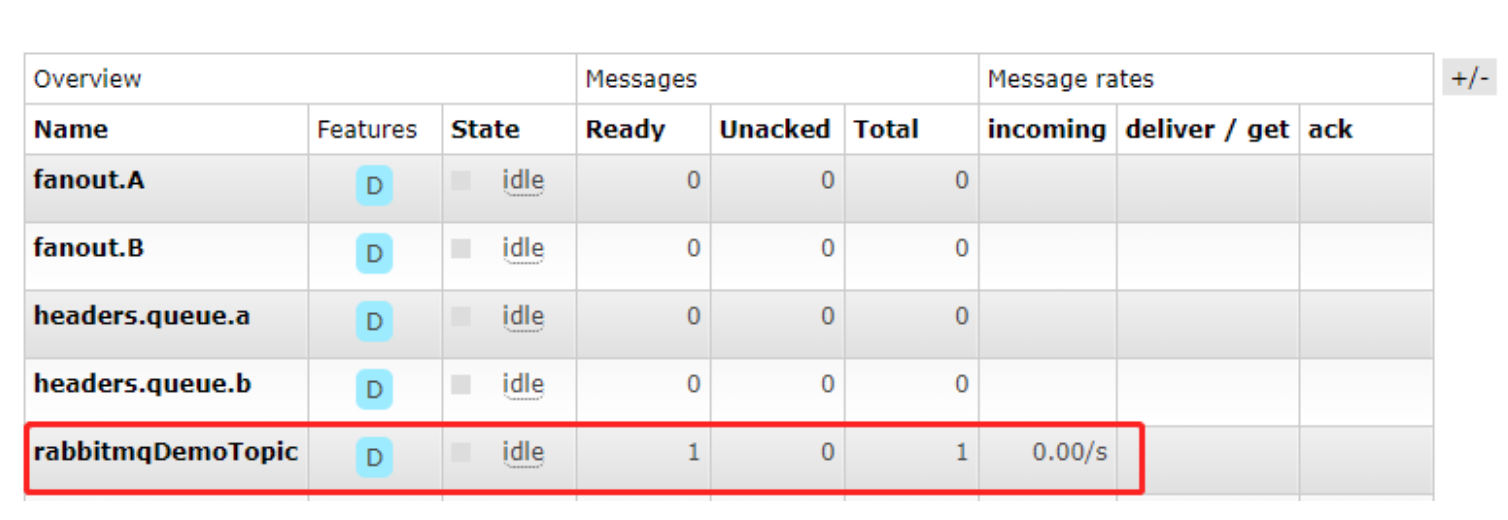 Overview Messages Message rates +/-
Name Features State Ready Unacked Total incoming deliver / get ack
fanout.A D idle 0 0 0
fanout.B D idle 0 0 0
headers.queue.a D idle 0 0 0
headers.queue.b D idle 0 0 0
rabbitmqDemoTopic D idle 1 0 1 0.00/s